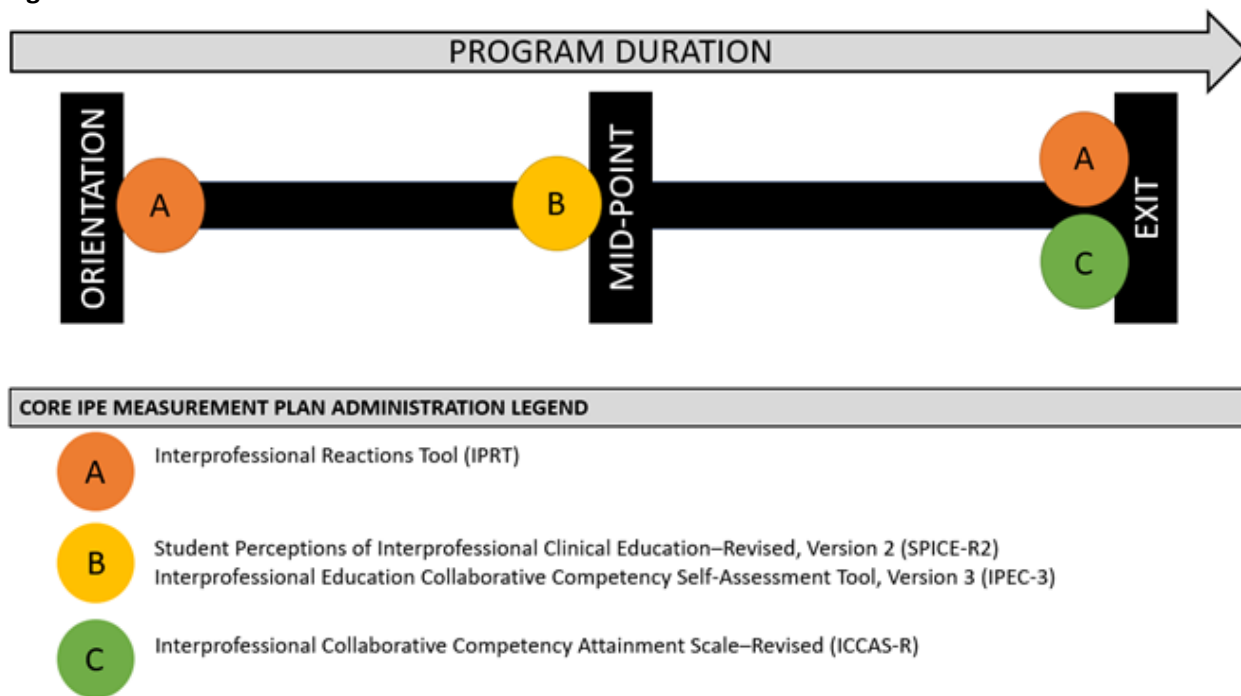 PROGRAM DURATION
ORIENTATION
A
B
MID-POINT
A
C
EXIT
CORE IPE MEASUREMENT PLAN ADMINISTRATION LEGEND
A
Interprofessional Reactions Tool (IPRT)
B
Student Perceptions of Interprofessional Clinical Education–Revised, Version 2 (SPICE-R2)
Interprofessional Education Collaborative Competency Self-Assessment Tool, Version 3 (IPEC-3)
C
Interprofessional Collaborative Competency Attainment Scale–Revised (ICCAS-R)